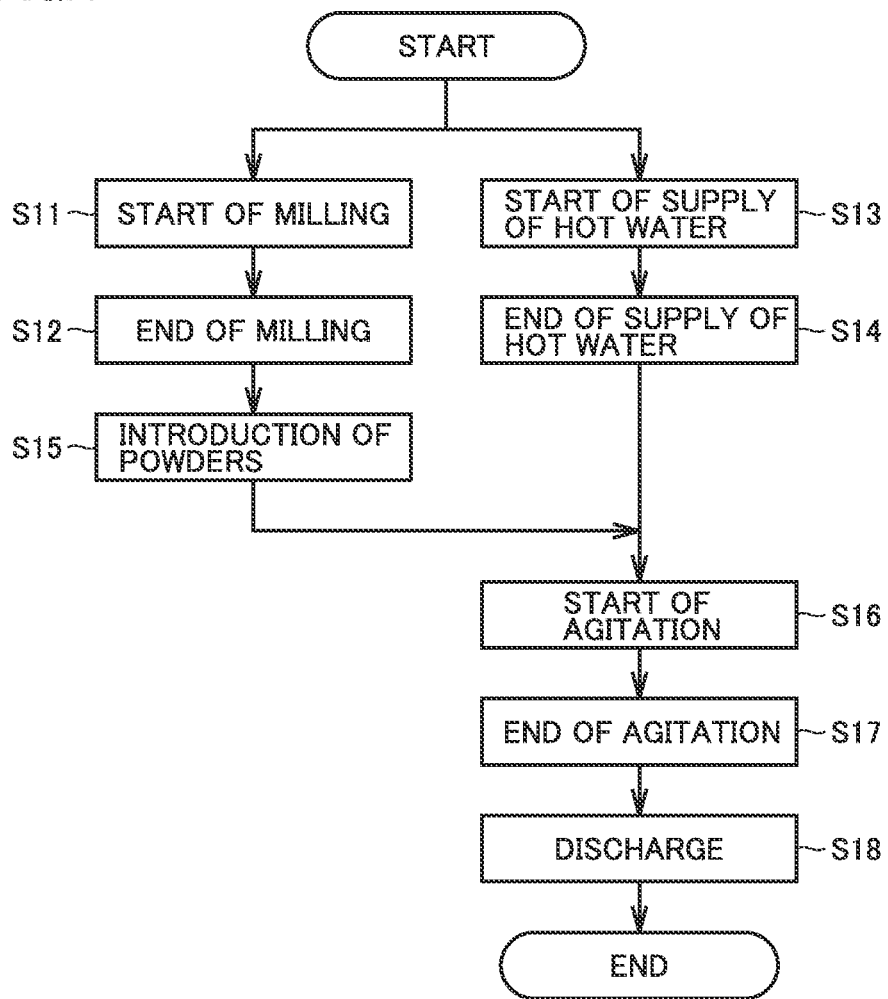 START
S11
START OF MILLING
START OF SUPPLY
OF HOT WATER
S13
S12
END OF MILLING
END OF SUPPLY OF
HOT WATER
S14
S15
INTRODUCTION OF
POWDERS
START OF
AGITATION
S16
END OF AGITATION
S17
DISCHARGE
S18
END